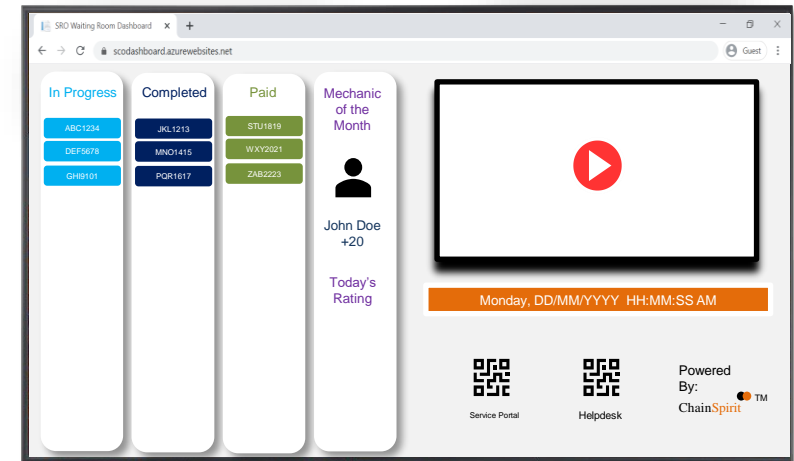 SRO Waiting Room Dashboard
scodashboard.azurewebsites.net
Guest
In Progress
ABC1234
DEF5678
GHI9101
Completed
JKL1213
MNO1415
PQR1617
Paid
STU1819
WXY2021
ZAB2223
Mechanic
of the
Month
John Doe
+20
Today's
Rating
Monday, DD/MM/YYYY HH:MM:SS AM
Service Portal
Helpdesk
Powered
By:
ChainSpirit TM